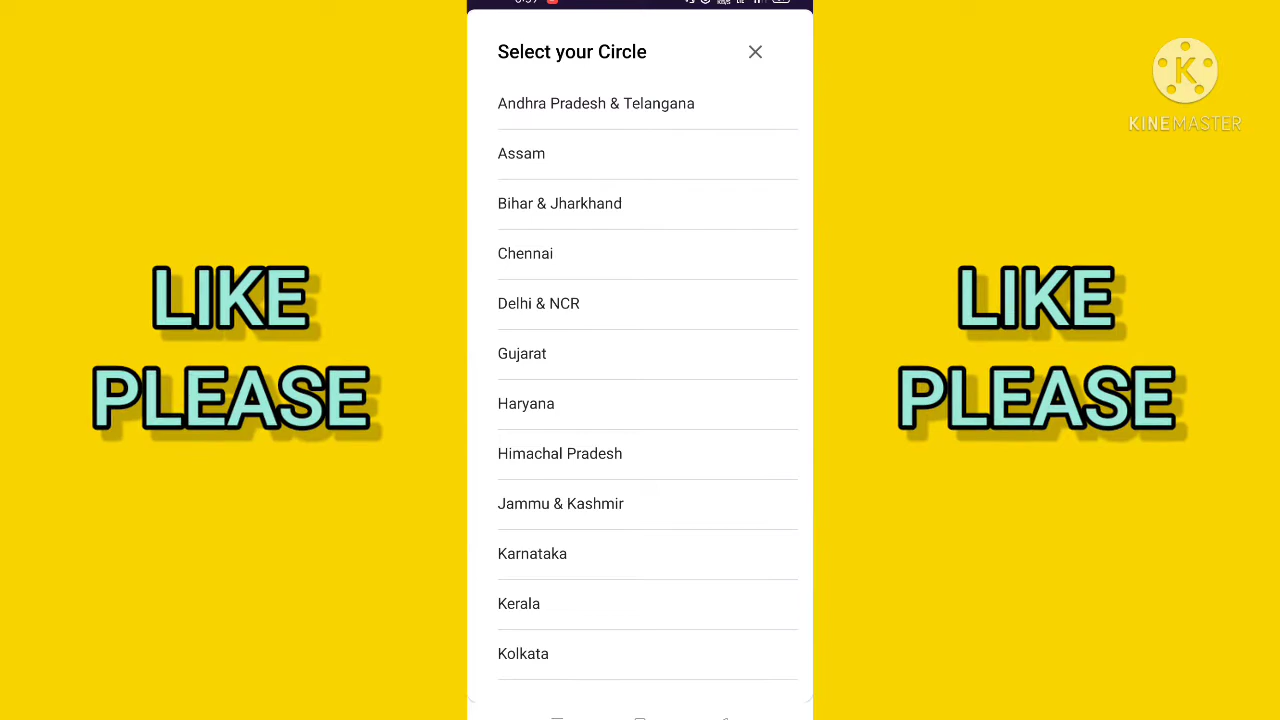 Select your Circle
Andhra Pradesh & Telangana
Assam
Bihar & Jharkhand
Chennai
Delhi & NCR
Gujarat
Haryana
Himachal Pradesh
Jammu & Kashmir
Karnataka
Kerala
Kolkata
LIKE
PLEASE
LIKE
PLEASE
K
KINEMASTER